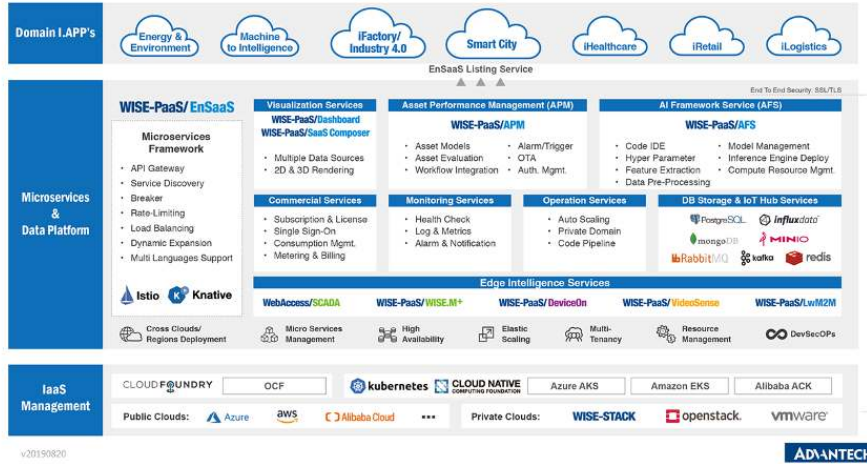 Domain I.APP's
Energy &
Environment
Machine
to Intelligence
iFactory/
Industry 4.0
Smart City
iHealthcare
iRetail
iLogistics
EnSaaS Listing Service
End To End Security: SSL/TLS
Microservices
&
Data Platform
WISE-PaaS/EnSaaS
Microservices
Framework
• API Gateway
• Service Discovery
• Breaker
• Rate-Limiting
• Load Balancing
• Dynamic Expansion
• Multi Languages Support
Istio
Knative
Visualization Services
WISE-PaaS/Dashboard
WISE-PaaS/SaaS Composer
• Multiple Data Sources
• 2D & 3D Rendering
Asset Performance Management (APM)
WISE-PaaS/APM
• Asset Models
• Asset Evaluation
• Workflow Integration
• Alarm/Trigger
• OTA
• Auth. Mgmt.
AI Framework Service (AFS)
WISE-PaaS/AFS
• Code IDE
• Hyper Parameter
• Feature Extraction
• Data Pre-Processing
• Model Management
• Inference Engine Deploy
• Compute Resource Mgmt.
Commercial Services
• Subscription & License
• Single Sign-On
• Consumption Mgmt.
• Metering & Billing
Monitoring Services
• Health Check
• Log & Metrics
• Alarm & Notification
Operation Services
• Auto Scaling
• Private Domain
• Code Pipeline
DB Storage & IoT Hub Services
PostgreSQL
influxdata
mongoDB
MINIO
RabbitMQ
kafka
redis
Edge Intelligence Services
WebAccess/SCADA
WISE-PaaS/WISE.M+
WISE-PaaS/DeviceOn
WISE-PaaS/VideoSense
WISE-PaaS/LwM2M
Cross Clouds/
Regions Deployment
Micro Services
Management
High
Availability
Elastic
Scaling
Multi-
Tenancy
Resource
Management
DevSecOPs
IaaS
Management
CLOUD FOUNDRY
OCF
kubernetes
CLOUD NATIVE
COMPUTING FOUNDATION
Azure AKS
Amazon EKS
Alibaba ACK
Public Clouds:
Azure
aws
Alibaba Cloud
•••
Private Clouds:
WISE-STACK
openstack.
vmware
v20190820
ADVANTECH